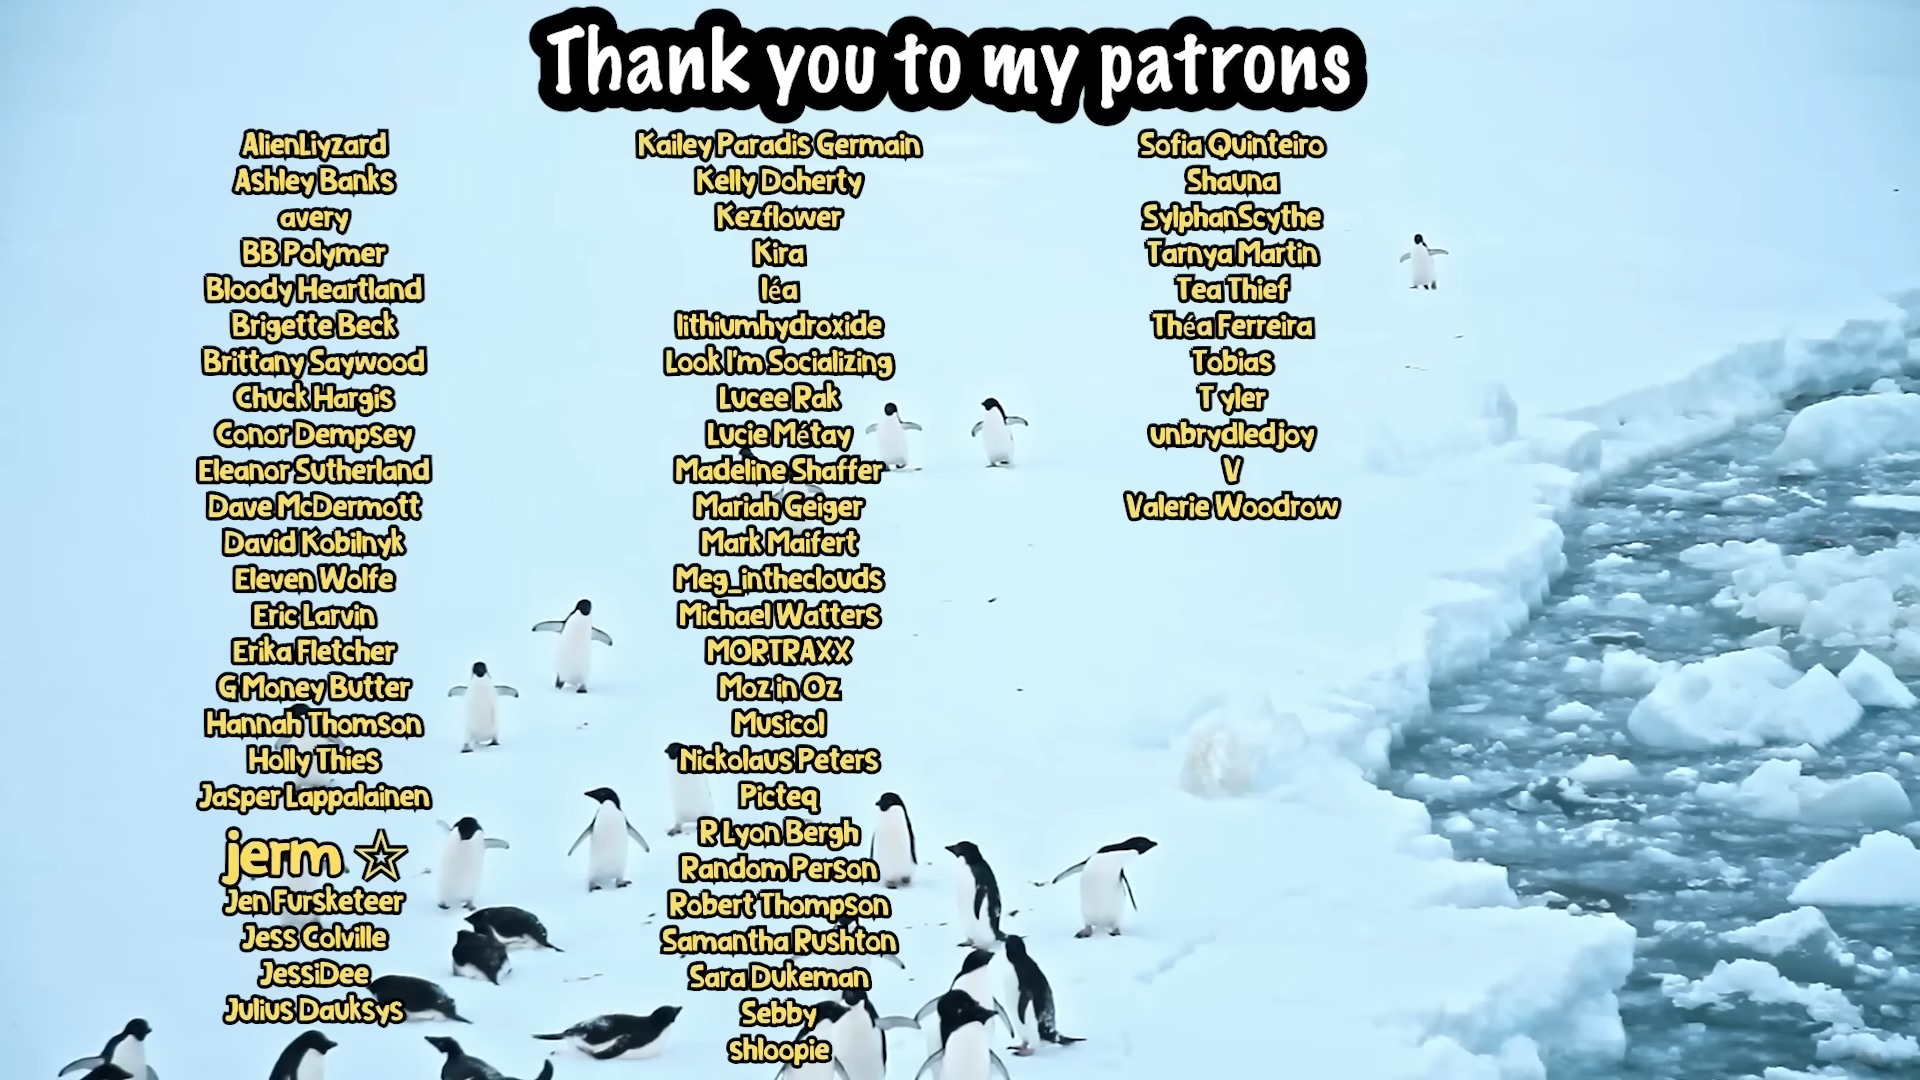 Thank you to my patrons
AlienLiyzard
Ashley Banks
avery
BB Polymer
Bloody Heartland
Brigette Beck
Brittany Saywood
Chuck Hargis
Conor Dempsey
Eleanor Sutherland
Dave McDermott
David Kobilnyk
Eleven Wolfe
Eric Larvin
Erika Fletcher
G Money Butter
Hannah Thomson
Holly Thies
Jasper Lappalainen
jerm ☆
Jen Fursketeer
Jess Colville
JessiDee
Julius Dauksys
Kailey Paradis Germain
Kelly Doherty
Kezflower
Kira
léa
lithiumhydroxide
Look I'm Socializing
Lucee Rak
Lucie Métay
Madeline Shaffer
Mariah Geiger
Mark Maifert
Meg_intheclouds
Michael Watters
MORTRAXX
Moz in Oz
Musicol
Nickolaus Peters
Picteq
R Lyon Bergh
Random Person
Robert Thompson
Samantha Rushton
Sara Dukeman
Sebby
shloopie
Sofia Quinteiro
Shauna
SylphanScythe
Tarnya Martin
Tea Thief
Théa Ferreira
Tobias
Tyler
unbrydledjoy
V
Valerie Woodrow